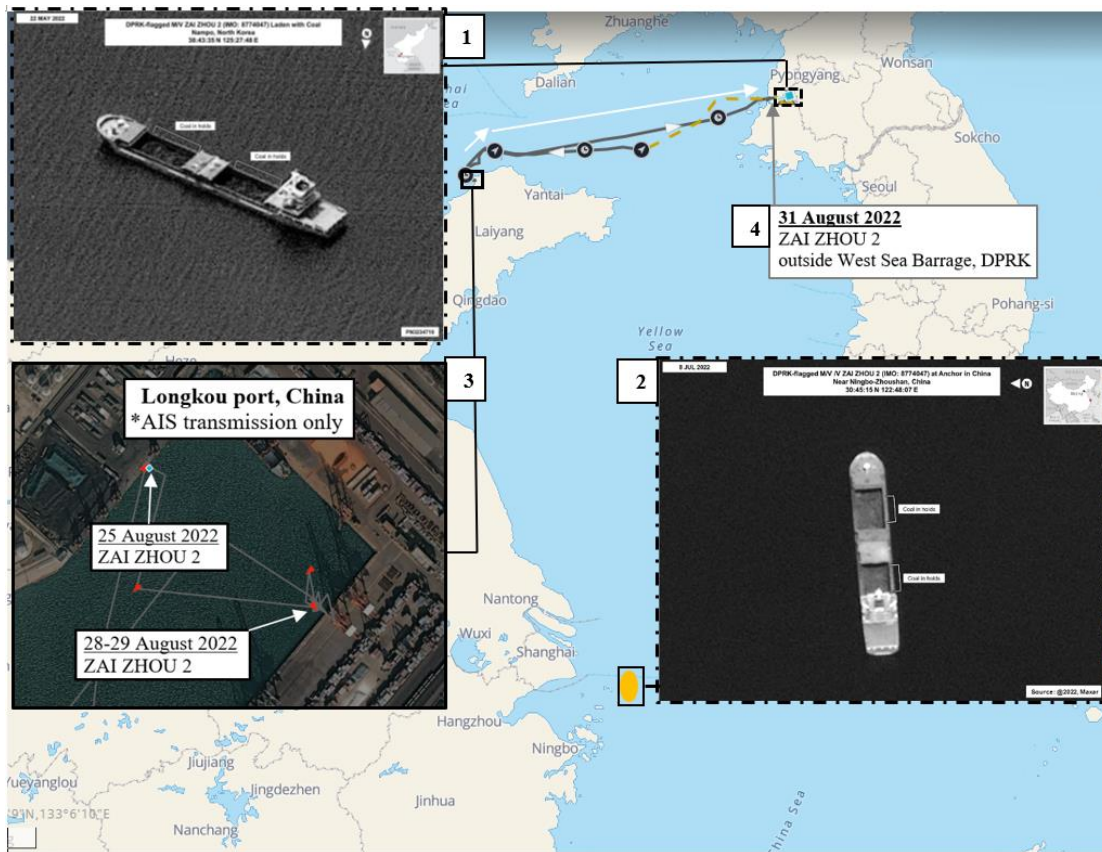 22 MAY 2022
DPRK-flagged M/V ZAI ZHOU 2 (IMO: 8774047) Laden with Coal
Nampo, North Korea
38:43:35 N 125:27:48 E
N
Coal in holds
Coal in holds
1
Zhuanghe
Dalian
Sea
Pyongyang
Wonsan
Sokcho
Seoul
Yantai
Laiyang
Qingdao
4
31 August 2022
ZAI ZHOU 2
outside West Sea Barrage, DPRK
Pohang-si
Yellow
Sea
3
Longkou port, China
*AIS transmission only
25 August 2022
ZAI ZHOU 2
28-29 August 2022
ZAI ZHOU 2
2
8 JUL 2022
DPRK-flagged M/V /V ZAI ZHOU 2 (IMO: 8774047) at Anchor in China
Near Ningbo-Zhoushan, China
30:45:15 N 122:48:07 E
N
Coal in holds
Coal in holds
Source: @2022, Maxar
Nantong
Wuxi
Shanghai
Hangzhou
Ningbo
Jiujiang
Yueyanglou
Jingdezhen
Jinhua
Nanchang
'9"N,133°6'10."E
China Sea